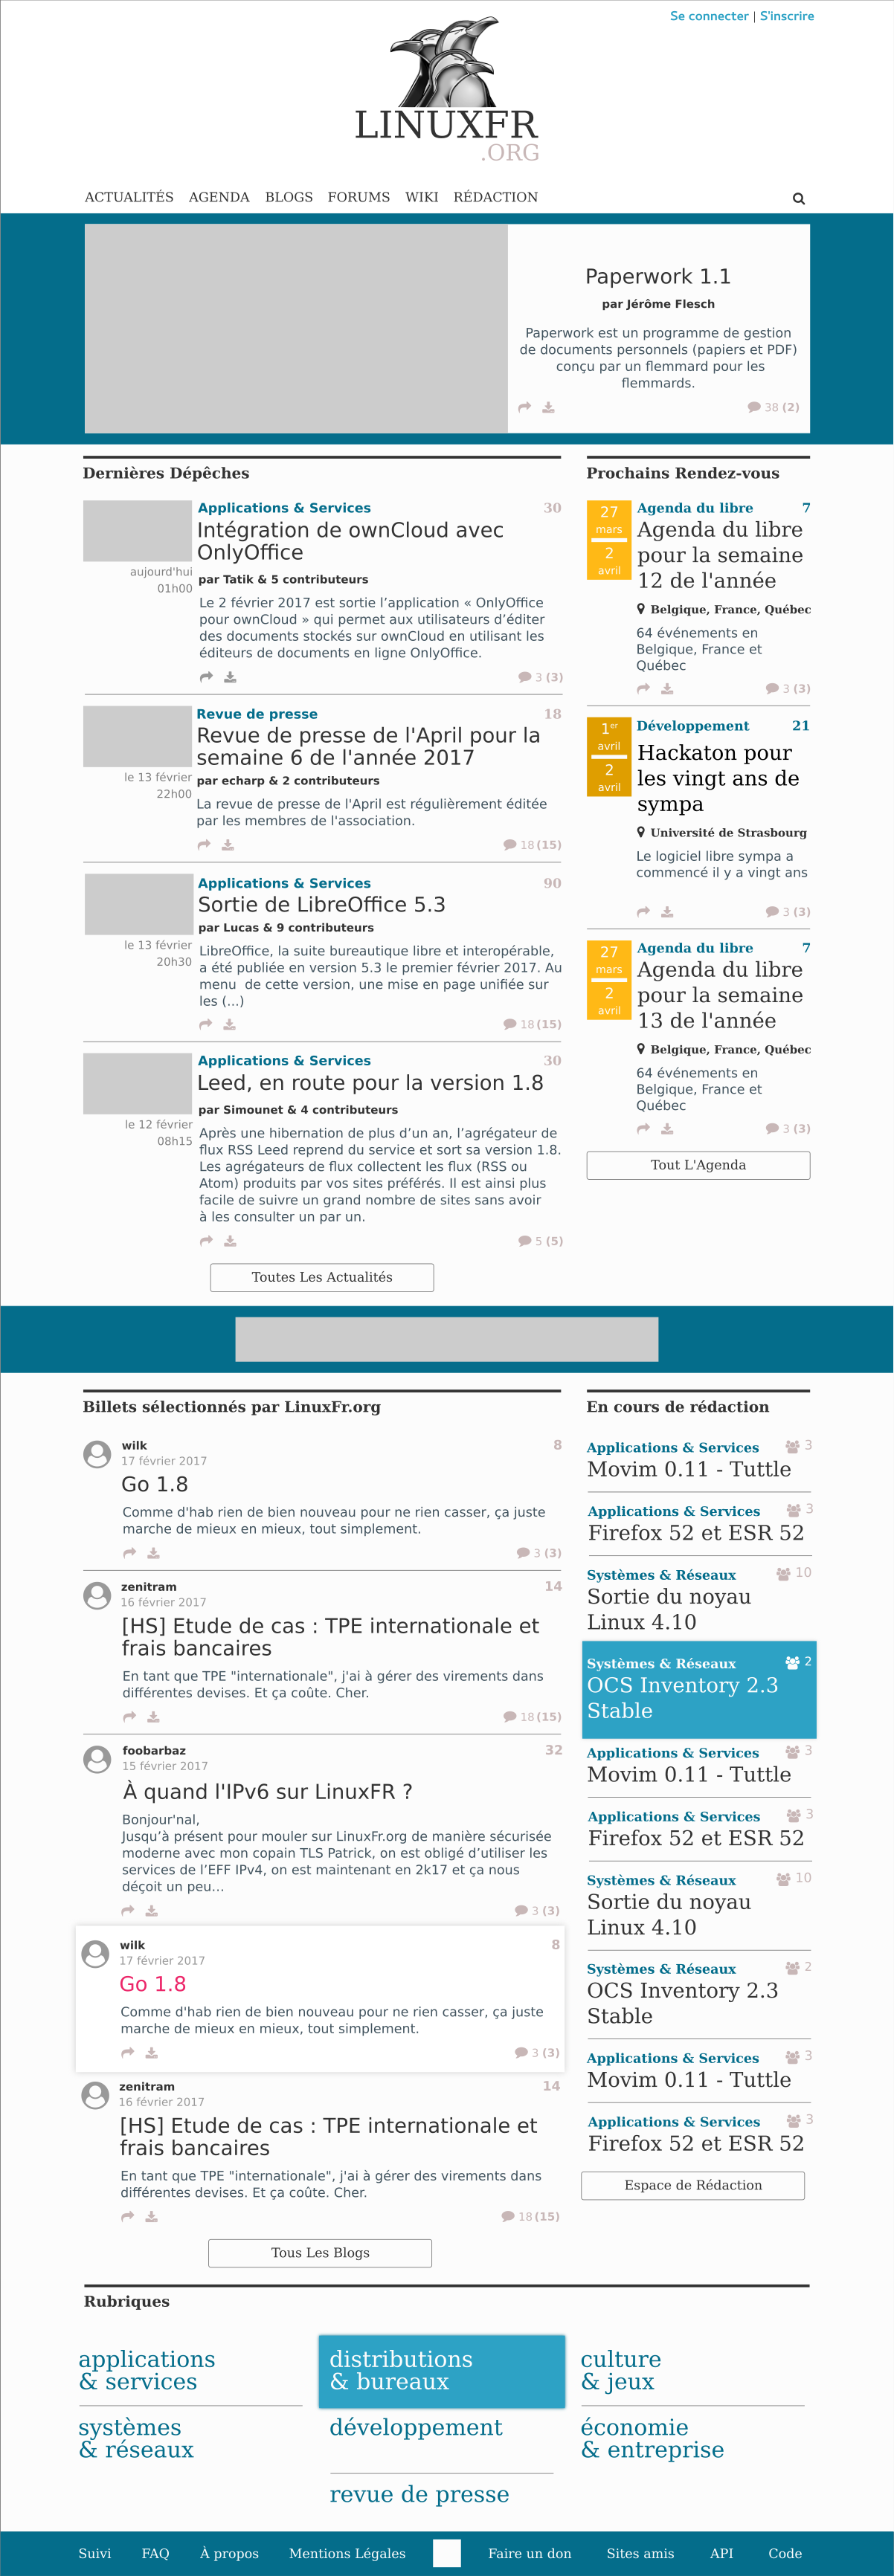 Se connecter | S'inscrire
LINUXFR
.ORG
ACTUALITÉS AGENDA BLOGS FORUMS WIKI RÉDACTION
Paperwork 1.1
par Jérôme Flesch
Paperwork est un programme de gestion
de documents personnels (papiers et PDF)
conçu par un flemmard pour les
flemmards.
38 (2)
Dernières Dépêches
Applications & Services 30
Intégration de ownCloud avec
OnlyOffice
aujourd'hui
01h00
par Tatik & 5 contributeurs
Le 2 février 2017 est sortie l’application « OnlyOffice
pour ownCloud » qui permet aux utilisateurs d’éditer
des documents stockés sur ownCloud en utilisant les
éditeurs de documents en ligne OnlyOffice.
3 (3)
Revue de presse 18
Revue de presse de l'April pour la
semaine 6 de l'année 2017
le 13 février
22h00
par echarp & 2 contributeurs
La revue de presse de l'April est régulièrement éditée
par les membres de l'association.
18 (15)
Applications & Services 90
Sortie de LibreOffice 5.3
le 13 février
20h30
par Lucas & 9 contributeurs
LibreOffice, la suite bureautique libre et interopérable,
a été publiée en version 5.3 le premier février 2017. Au
menu  de cette version, une mise en page unifiée sur
les (...)
18 (15)
Applications & Services 30
Leed, en route pour la version 1.8
le 12 février
08h15
par Simounet & 4 contributeurs
Après une hibernation de plus d’un an, l’agrégateur de
flux RSS Leed reprend du service et sort sa version 1.8.
Les agrégateurs de flux collectent les flux (RSS ou
Atom) produits par vos sites préférés. Il est ainsi plus
facile de suivre un grand nombre de sites sans avoir
à les consulter un par un.
5 (5)
Toutes Les Actualités
Prochains Rendez-vous
27
mars
2
avril
Agenda du libre 7
Agenda du libre
pour la semaine
12 de l'année
Belgique, France, Québec
64 événements en
Belgique, France et
Québec
3 (3)
1er
avril
2
avril
Développement 21
Hackaton pour
les vingt ans de
sympa
Université de Strasbourg
Le logiciel libre sympa a
commencé il y a vingt ans
3 (3)
27
mars
2
avril
Agenda du libre 7
Agenda du libre
pour la semaine
13 de l'année
Belgique, France, Québec
64 événements en
Belgique, France et
Québec
3 (3)
Tout L'Agenda
Billets sélectionnés par LinuxFr.org
wilk 8
17 février 2017
Go 1.8
Comme d'hab rien de bien nouveau pour ne rien casser, ça juste
marche de mieux en mieux, tout simplement.
3 (3)
zenitram 14
16 février 2017
[HS] Etude de cas : TPE internationale et
frais bancaires
En tant que TPE "internationale", j'ai à gérer des virements dans
différentes devises. Et ça coûte. Cher.
18 (15)
foobarbaz 32
15 février 2017
À quand l'IPv6 sur LinuxFR ?
Bonjour'nal,
Jusqu’à présent pour mouler sur LinuxFr.org de manière sécurisée
moderne avec mon copain TLS Patrick, on est obligé d’utiliser les
services de l’EFF IPv4, on est maintenant en 2k17 et ça nous
déçoit un peu…
3 (3)
wilk 8
17 février 2017
Go 1.8
Comme d'hab rien de bien nouveau pour ne rien casser, ça juste
marche de mieux en mieux, tout simplement.
3 (3)
zenitram 14
16 février 2017
[HS] Etude de cas : TPE internationale et
frais bancaires
En tant que TPE "internationale", j'ai à gérer des virements dans
différentes devises. Et ça coûte. Cher.
18 (15)
Tous Les Blogs
En cours de rédaction
Applications & Services 3
Movim 0.11 - Tuttle
Applications & Services 3
Firefox 52 et ESR 52
Systèmes & Réseaux 10
Sortie du noyau
Linux 4.10
Systèmes & Réseaux 2
OCS Inventory 2.3
Stable
Applications & Services 3
Movim 0.11 - Tuttle
Applications & Services 3
Firefox 52 et ESR 52
Systèmes & Réseaux 10
Sortie du noyau
Linux 4.10
Systèmes & Réseaux 2
OCS Inventory 2.3
Stable
Applications & Services 3
Movim 0.11 - Tuttle
Applications & Services 3
Firefox 52 et ESR 52
Espace de Rédaction
Rubriques
applications
& services
distributions
& bureaux
culture
& jeux
systèmes
& réseaux
développement
économie
& entreprise
revue de presse
Suivi FAQ À propos Mentions Légales Faire un don Sites amis API Code